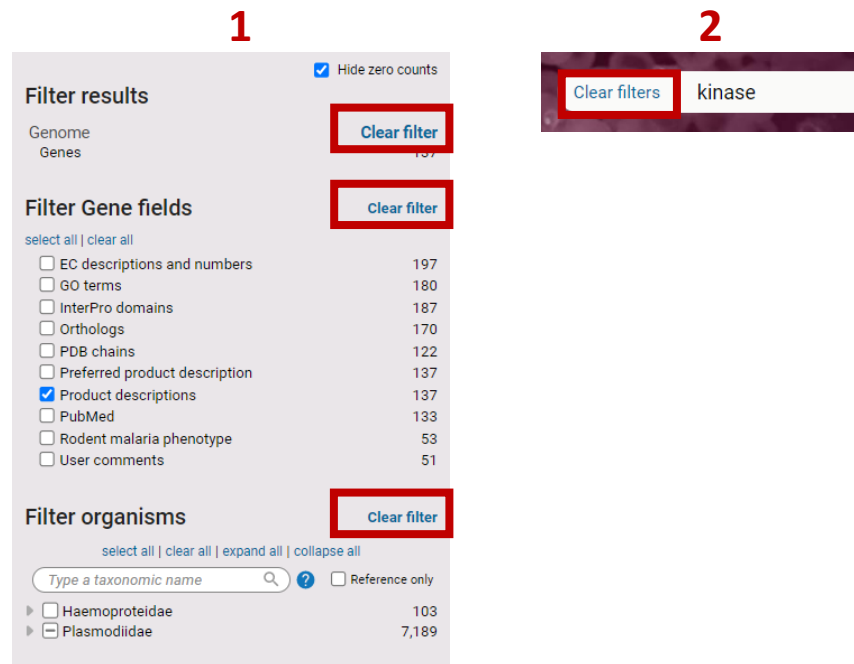 1
Hide zero counts
Filter results
Genome Clear filter
Genes 137
Filter Gene fields Clear filter
select all | clear all
EC descriptions and numbers 197
GO terms 180
InterPro domains 187
Orthologs 170
PDB chains 122
Preferred product description 137
Product descriptions 137
PubMed 133
Rodent malaria phenotype 53
User comments 51
Filter organisms Clear filter
select all | clear all | expand all | collapse all
Type a taxonomic name ? Reference only
Haemoproteidae 103
Plasmodiidae 7,189
2
Clear filters kinase